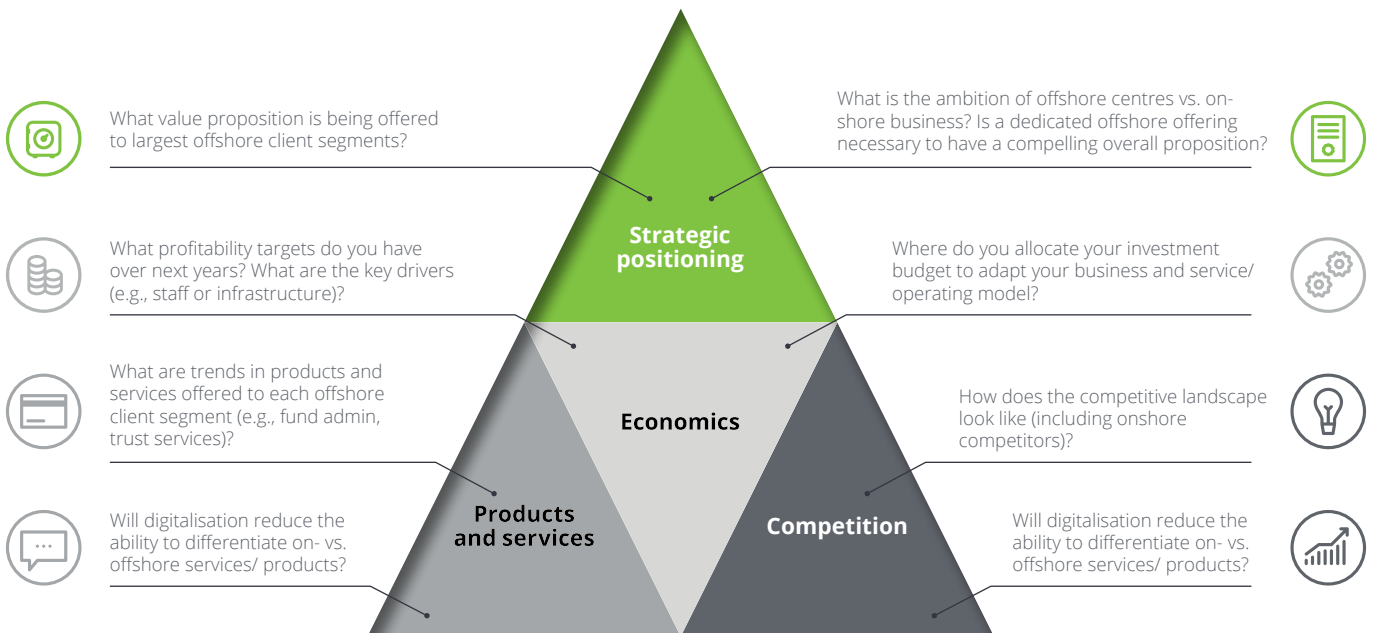 What value proposition is being offered
to largest offshore client segments?
What is the ambition of offshore centres vs. on-
shore business? Is a dedicated offshore offering
necessary to have a compelling overall proposition?
Strategic
positioning
What profitability targets do you have
over next years? What are the key drivers
(e.g., staff or infrastructure)?
Where do you allocate your investment
budget to adapt your business and service/
operating model?
Economics
What are trends in products and
services offered to each offshore
client segment (e.g., fund admin,
trust services)?
How does the competitive landscape
look like (including onshore
competitors)?
Products
and services
Competition
Will digitalisation reduce the
ability to differentiate on- vs.
offshore services/ products?
Will digitalisation reduce the
ability to differentiate on- vs.
offshore services/ products?